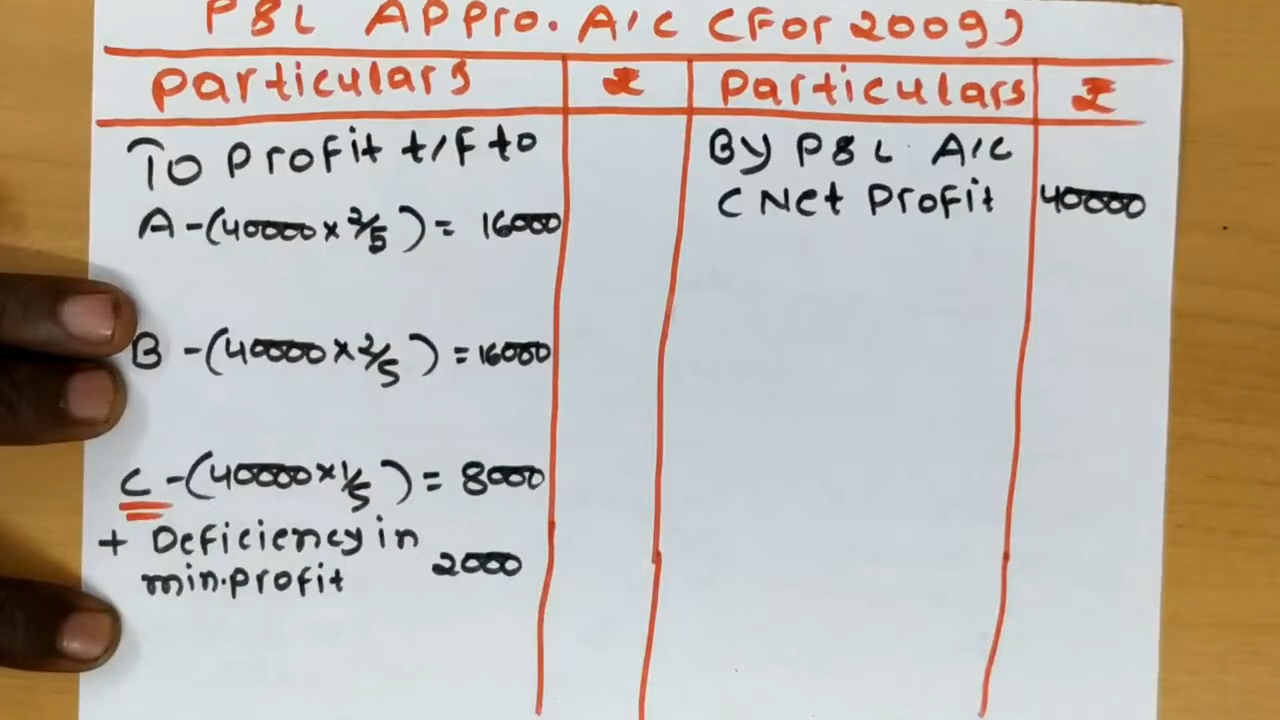 P&L APPro. A/C (For 2009)
Particulars ₹ Particulars ₹
To Profit t/f to
A-(40000×2/5) = 16000
B -(40000×2/5) = 16000
C -(40000×1/5) = 8000
+ Deficiency in
min.profit 2000
By P&L A/C
(Net Profit 40000